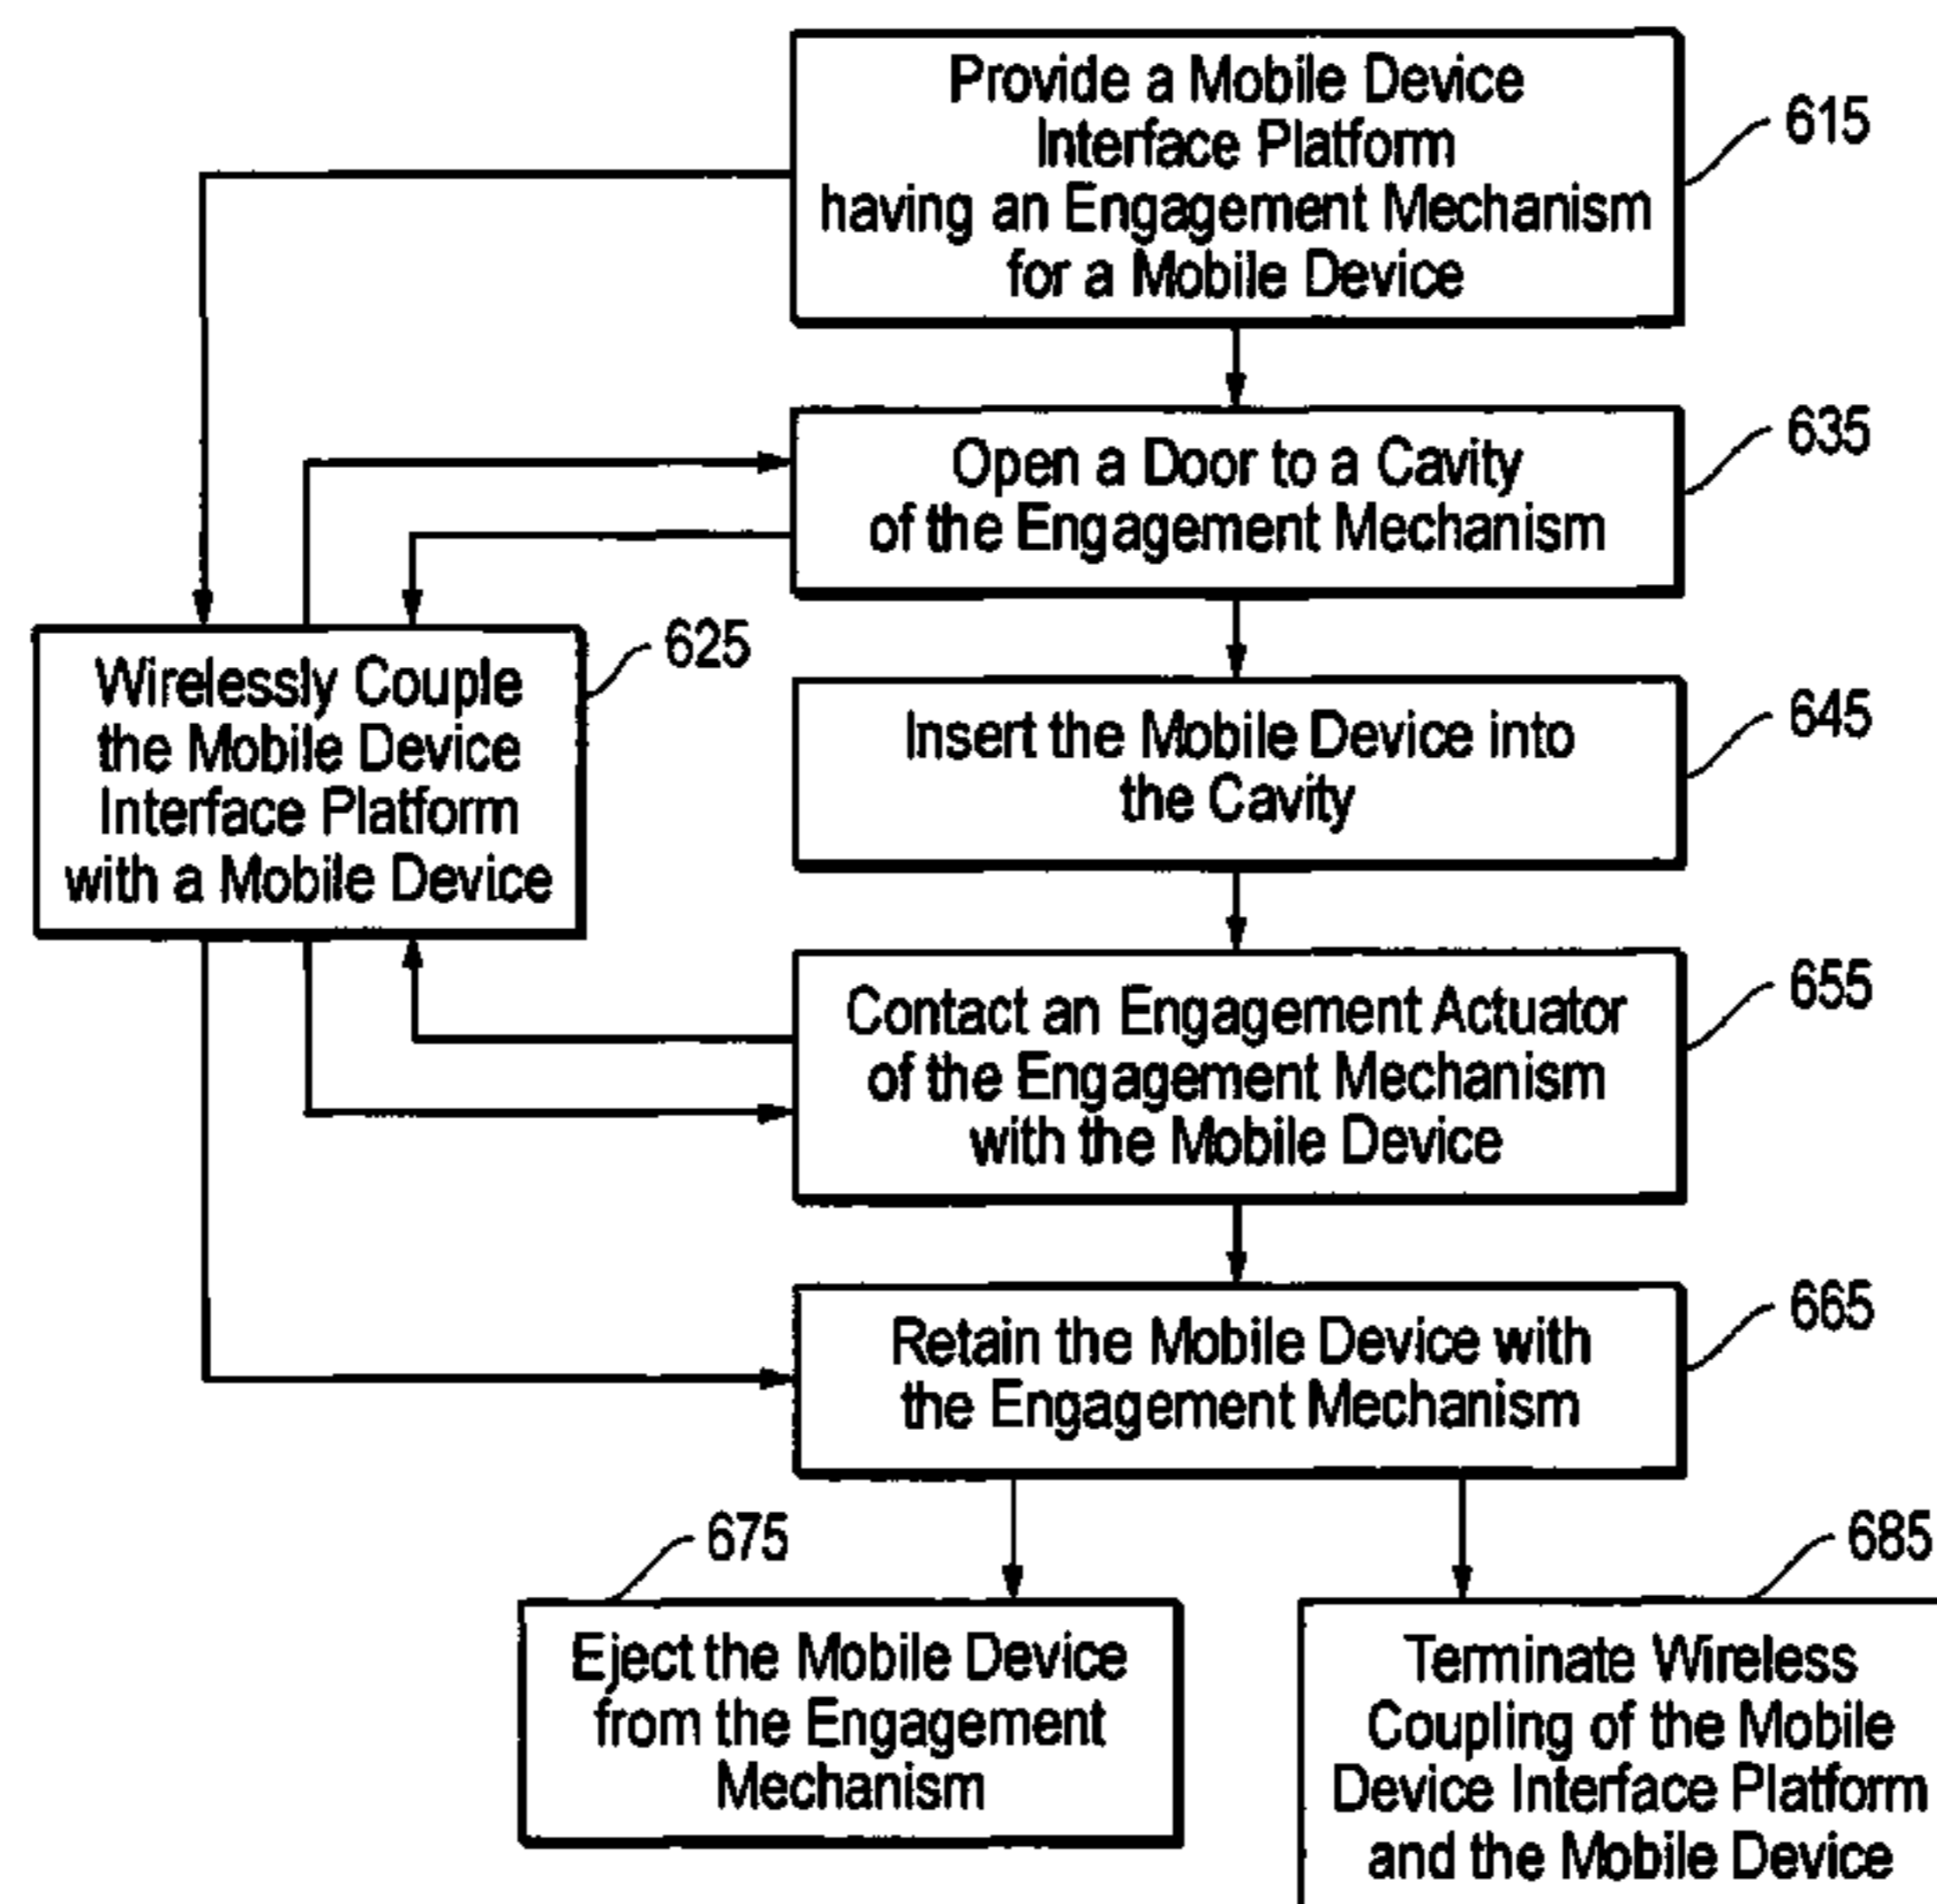 Provide a Mobile Device
Interface Platform
having an Engagement Mechanism
for a Mobile Device
615
Open a Door to a Cavity
of the Engagement Mechanism
635
Wirelessly Couple
the Mobile Device
Interface Platform
with a Mobile Device
625
Insert the Mobile Device into
the Cavity
645
Contact an Engagement Actuator
of the Engagement Mechanism
with the Mobile Device
655
Retain the Mobile Device with
the Engagement Mechanism
665
Eject the Mobile Device
from the Engagement
Mechanism
675
Terminate Wireless
Coupling of the Mobile
Device Interface Platform
and the Mobile Device
685